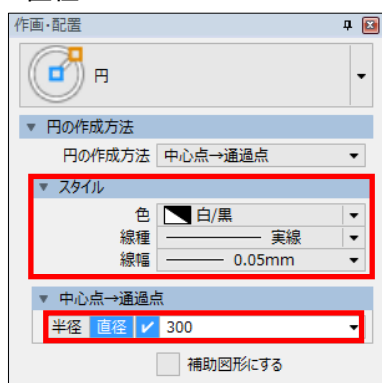 作画・配置
円
円の作成方法
円の作成方法 中心点→通過点
スタイル
色 白/黒
線種 実線
線幅 0.05mm
中心点→通過点
半径 直径 300
補助図形にする